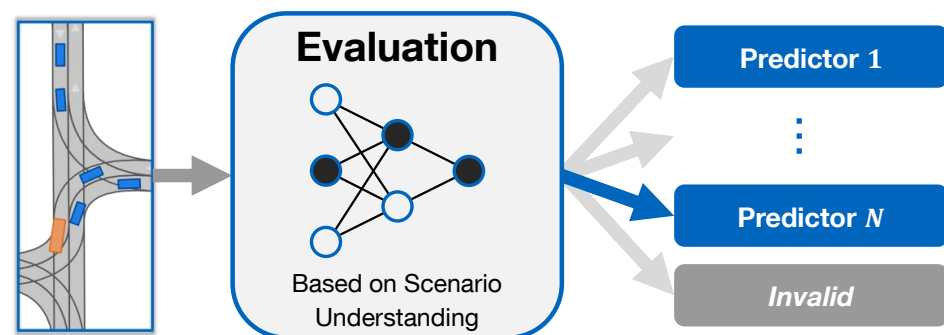 Evaluation
Based on Scenario
Understanding
Predictor 1
⋮
Predictor N
Invalid